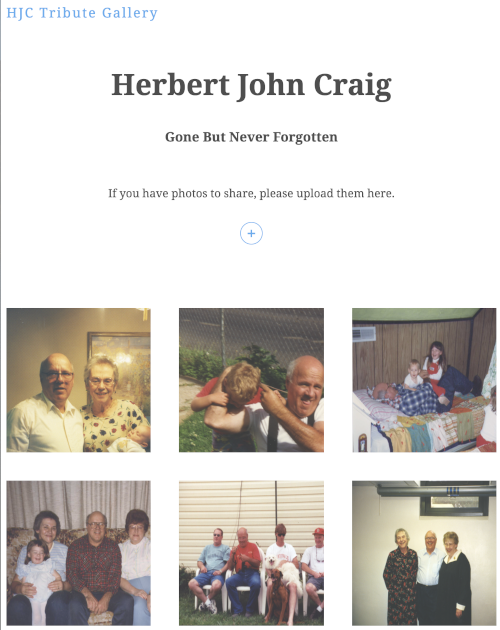 HJC Tribute Gallery
Herbert John Craig
Gone But Never Forgotten
If you have photos to share, please upload them here.
+